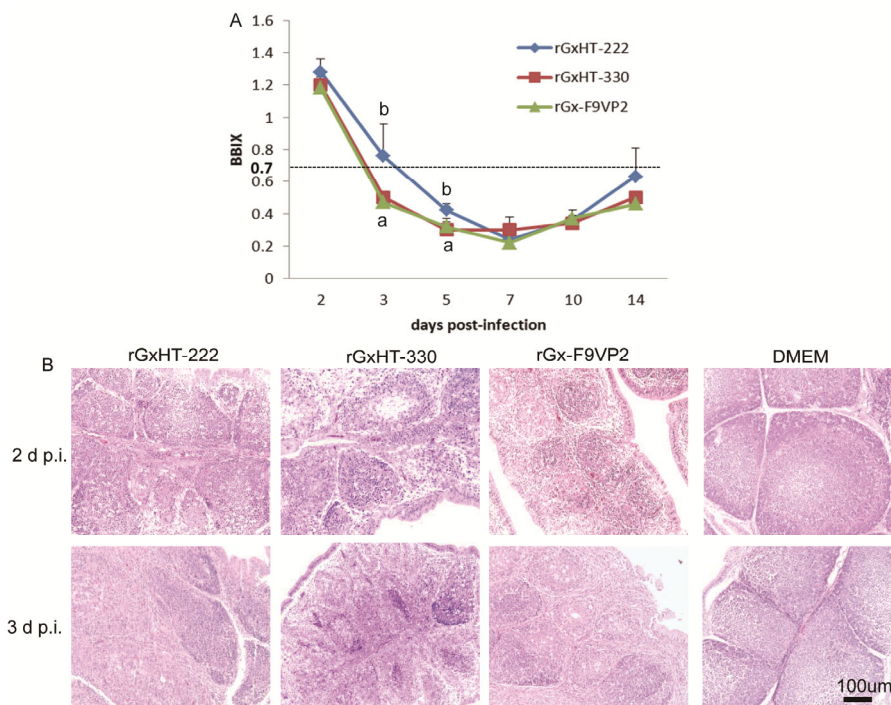 A
1.6
1.4
1.2
1
0.8
0.7
0.6
0.4
0.2
0
BBIX
b
b
a
a
rGxHT-222
rGxHT-330
rGx-F9VP2
2 3 5 7 10 14
days post-infection
B
rGxHT-222 rGxHT-330 rGx-F9VP2 DMEM
2 d p.i.
3 d p.i.
100um